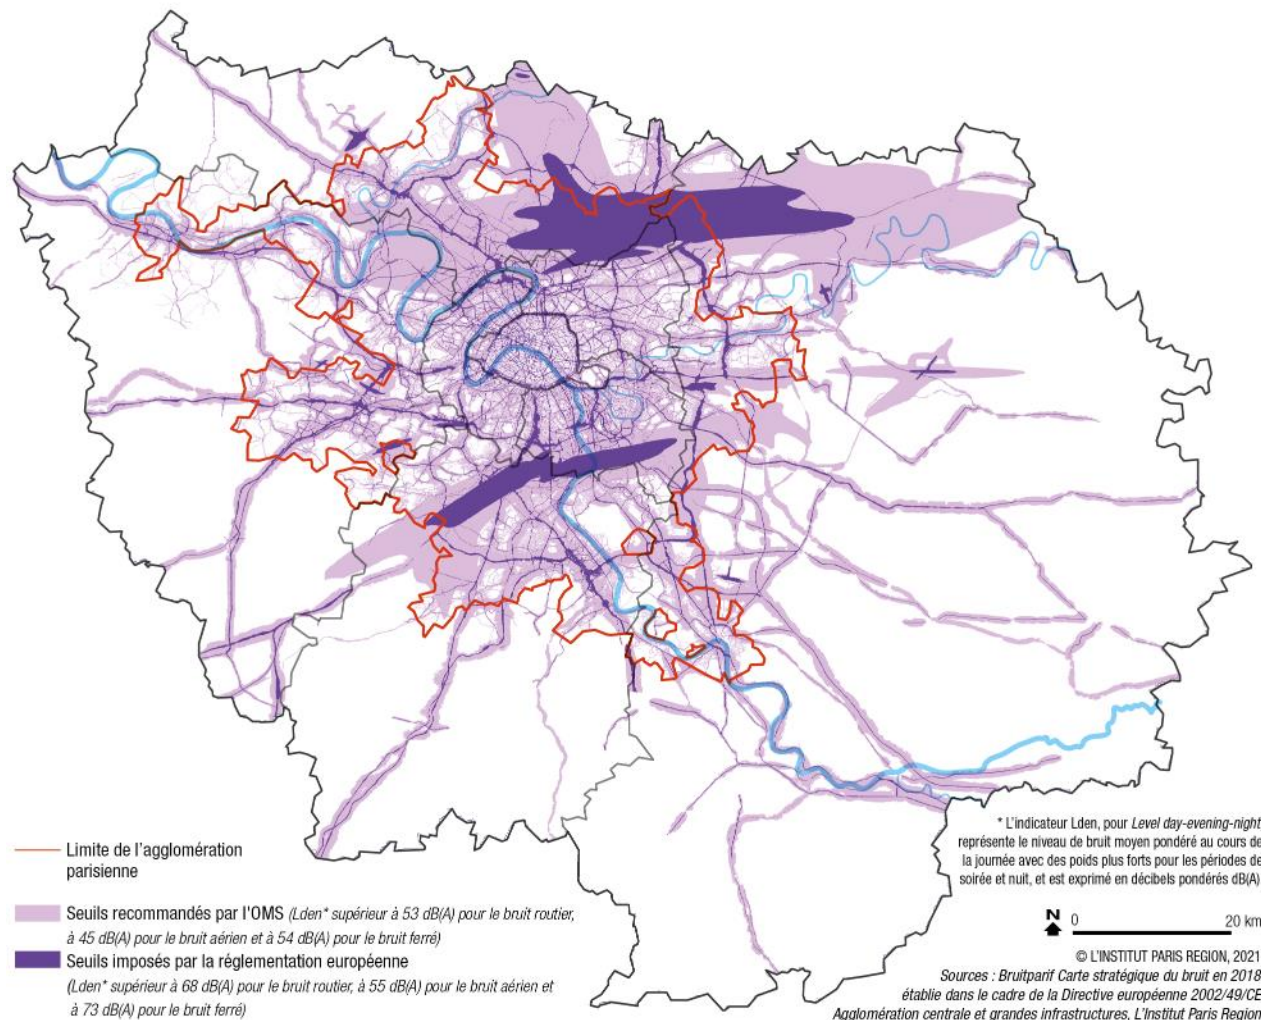 * L'indicateur Lden, pour Level day-evening-night
représente le niveau de bruit moyen pondéré au cours de
la journée avec des poids plus forts pour les périodes de
soirée et nuit, et est exprimé en décibels pondérés dB(A)
Limite de l'agglomération
parisienne
Seuils recommandés par l'OMS (Lden* supérieur à 53 dB(A) pour le bruit routier,
à 45 dB(A) pour le bruit aérien et à 54 dB(A) pour le bruit ferré)
Seuils imposés par la réglementation européenne
(Lden* supérieur à 68 dB(A) pour le bruit routier, à 55 dB(A) pour le bruit aérien et
à 73 dB(A) pour le bruit ferré)
N 0 20 km
© L'INSTITUT PARIS REGION, 2021
Sources : Bruitparif Carte stratégique du bruit en 2018
établie dans le cadre de la Directive européenne 2002/49/CE
Agglomération centrale et grandes infrastructures, L'Institut Paris Region